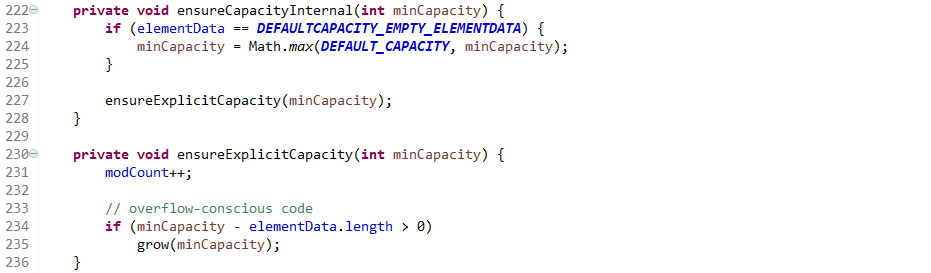 222    private void ensureCapacityInternal(int minCapacity) {
223        if (elementData == DEFAULTCAPACITY_EMPTY_ELEMENTDATA) {
224            minCapacity = Math.max(DEFAULT_CAPACITY, minCapacity);
225        }
226
227        ensureExplicitCapacity(minCapacity);
228    }
229
230    private void ensureExplicitCapacity(int minCapacity) {
231        modCount++;
232
233        // overflow-conscious code
234        if (minCapacity - elementData.length > 0)
235            grow(minCapacity);
236    }